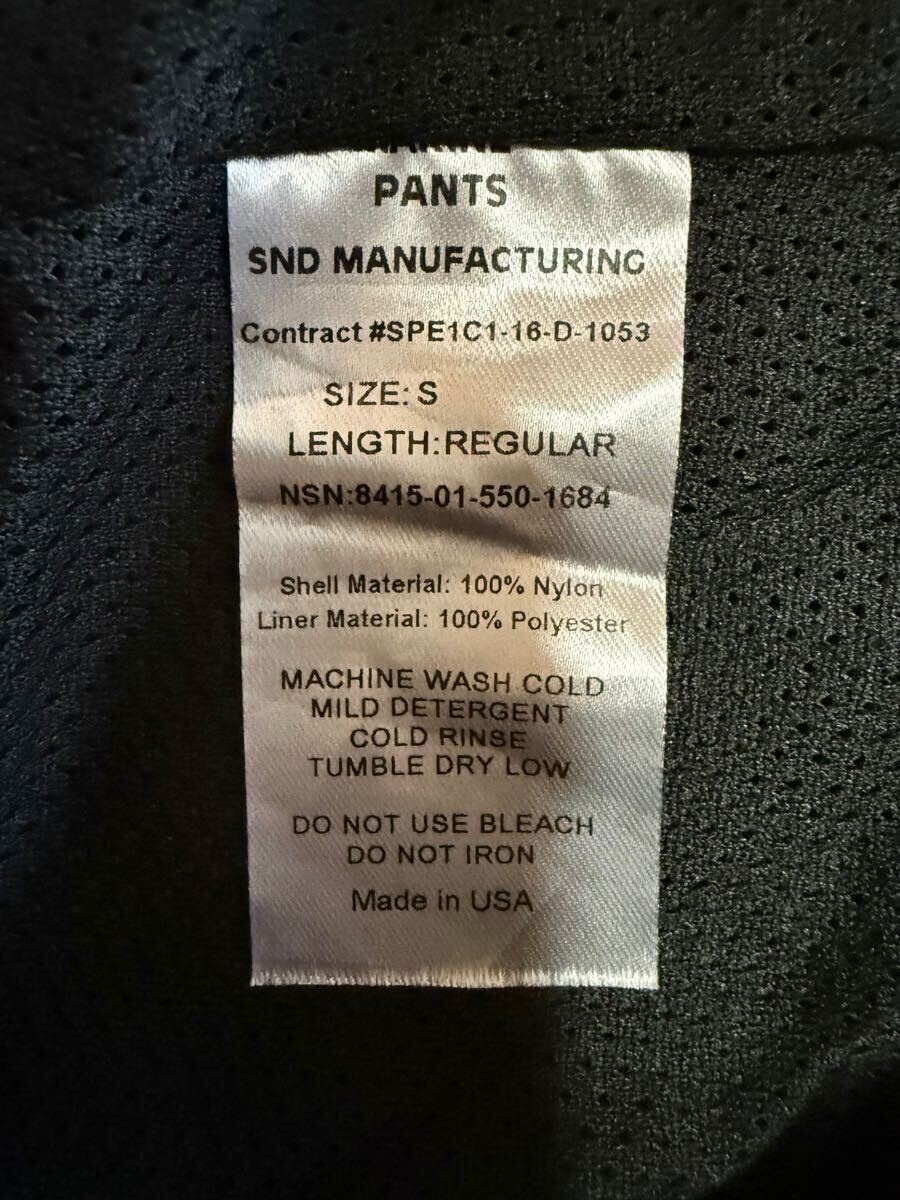 PANTS
SND MANUFACTURING
Contract #SPE1C1-16-D-1053
SIZE: S
LENGTH:REGULAR
NSN:8415-01-550-1684
Shell Material: 100% Nylon
Liner Material: 100% Polyester
MACHINE WASH COLD
MILD DETERGENT
COLD RINSE
TUMBLE DRY LOW
DO NOT USE BLEACH
DO NOT IRON
Made in USA